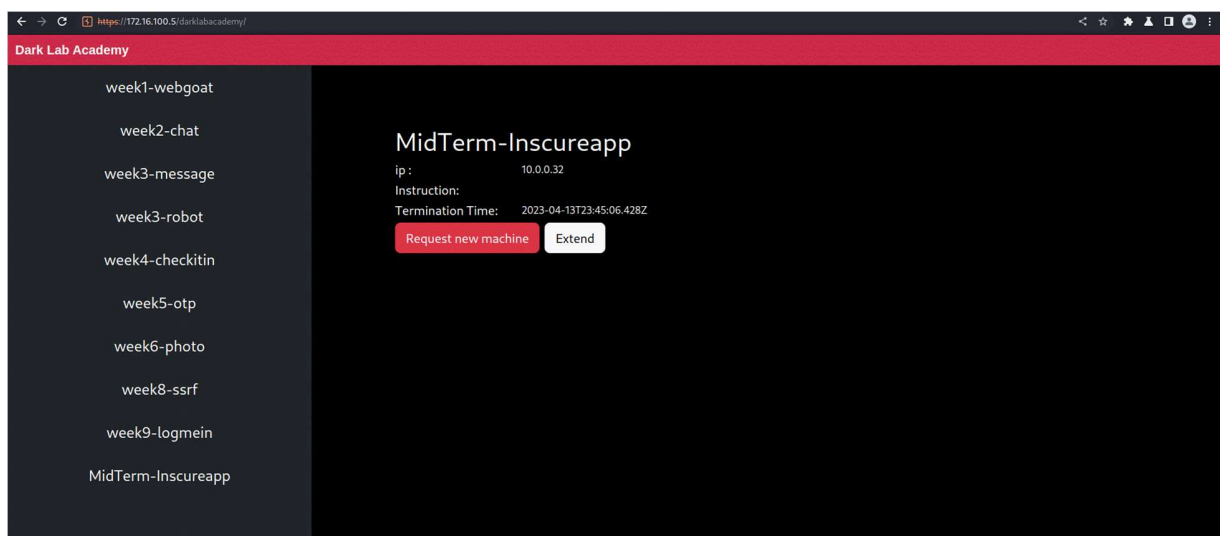 https://172.16.100.5/darklabacademy/
Dark Lab Academy
week1-webgoat
week2-chat
week3-message
week3-robot
week4-checkitin
week5-otp
week6-photo
week8-ssrf
week9-logmein
MidTerm-Inscureapp
MidTerm-Inscureapp
ip : 10.0.0.32
Instruction:
Termination Time: 2023-04-13T23:45:06.428Z
Request new machine Extend